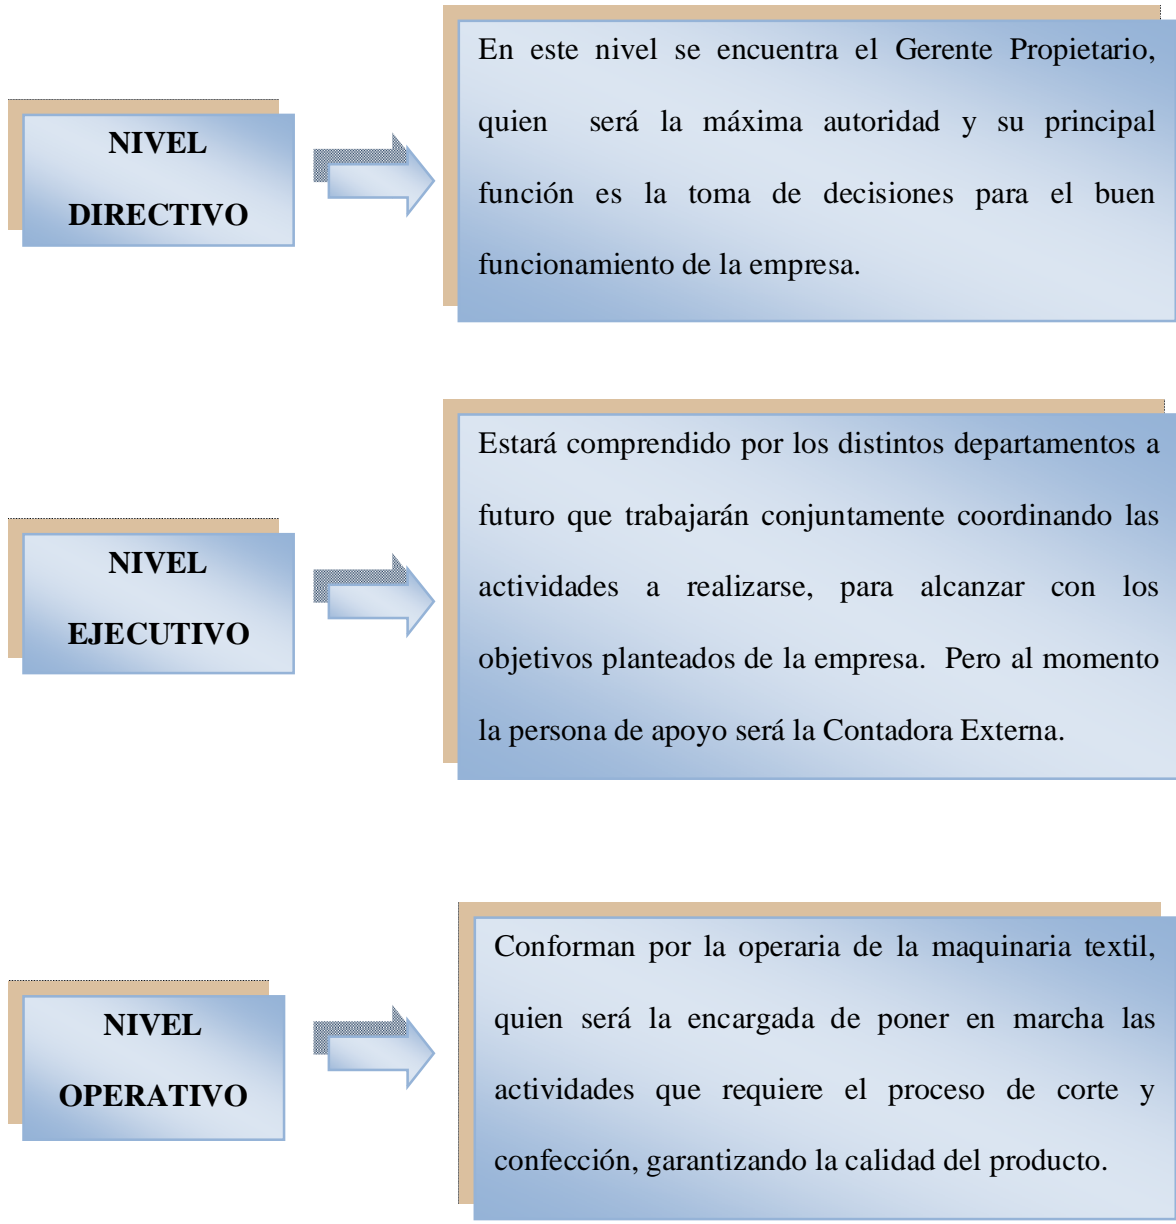 NIVEL
DIRECTIVO
En este nivel se encuentra el Gerente Propietario,
quien será la máxima autoridad y su principal
función es la toma de decisiones para el buen
funcionamiento de la empresa.
NIVEL
EJECUTIVO
Estará comprendido por los distintos departamentos a
futuro que trabajarán conjuntamente coordinando las
actividades a realizarse, para alcanzar con los
objetivos planteados de la empresa. Pero al momento
la persona de apoyo será la Contadora Externa.
NIVEL
OPERATIVO
Conforman por la operaria de la maquinaria textil,
quien será la encargada de poner en marcha las
actividades que requiere el proceso de corte y
confección, garantizando la calidad del producto.